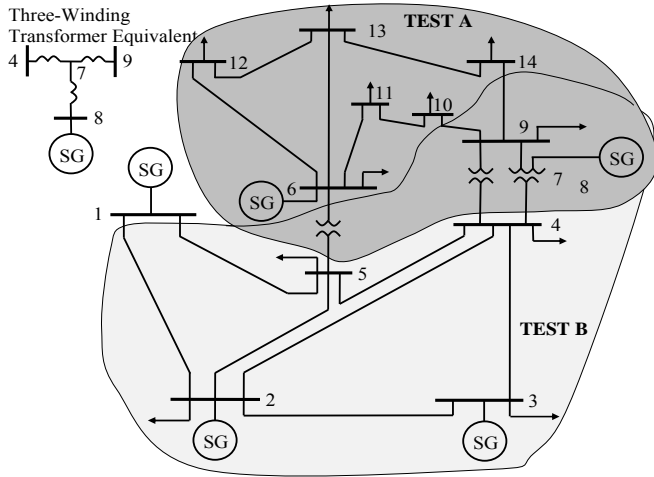 Three-Winding
Transformer Equivalent
4
7
9
8
SG
TEST A
13
12
14
11
10
9
SG
7
8
SG
6
SG
1
4
5
TEST B
2
3
SG
SG